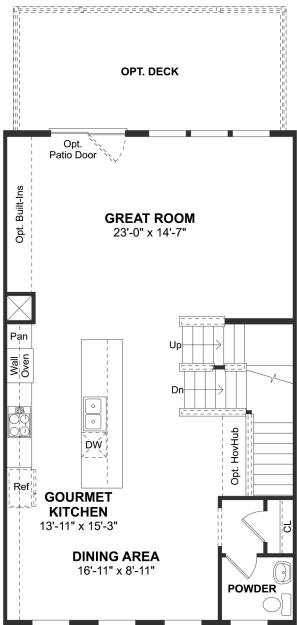 OPT. DECK
Opt.
Patio Door
Opt. Built-Ins
GREAT ROOM
23'-0" x 14'-7"
Pan
Up
Wall
Oven
Dn
DW
Opt. HovHub
Ref
GOURMET
KITCHEN
13'-11" x 15'-3"
CL
DINING AREA
16'-11" x 8'-11"
POWDER